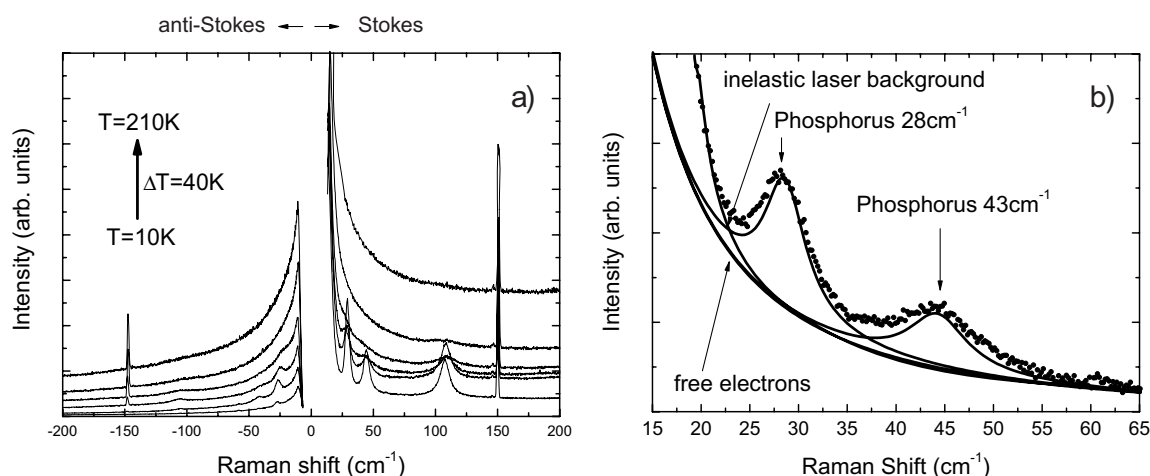 anti-Stokes Stokes
a)
T=210K
ΔT=40K
T=10K
Intensity (arb. units)
-200 -150 -100 -50 0 50 100 150 200
Raman shift (cm⁻¹)
b)
inelastic laser background
Phosphorus 28cm⁻¹
Phosphorus 43cm⁻¹
free electrons
Intensity (arb. units)
15 20 25 30 35 40 45 50 55 60 65
Raman Shift (cm⁻¹)